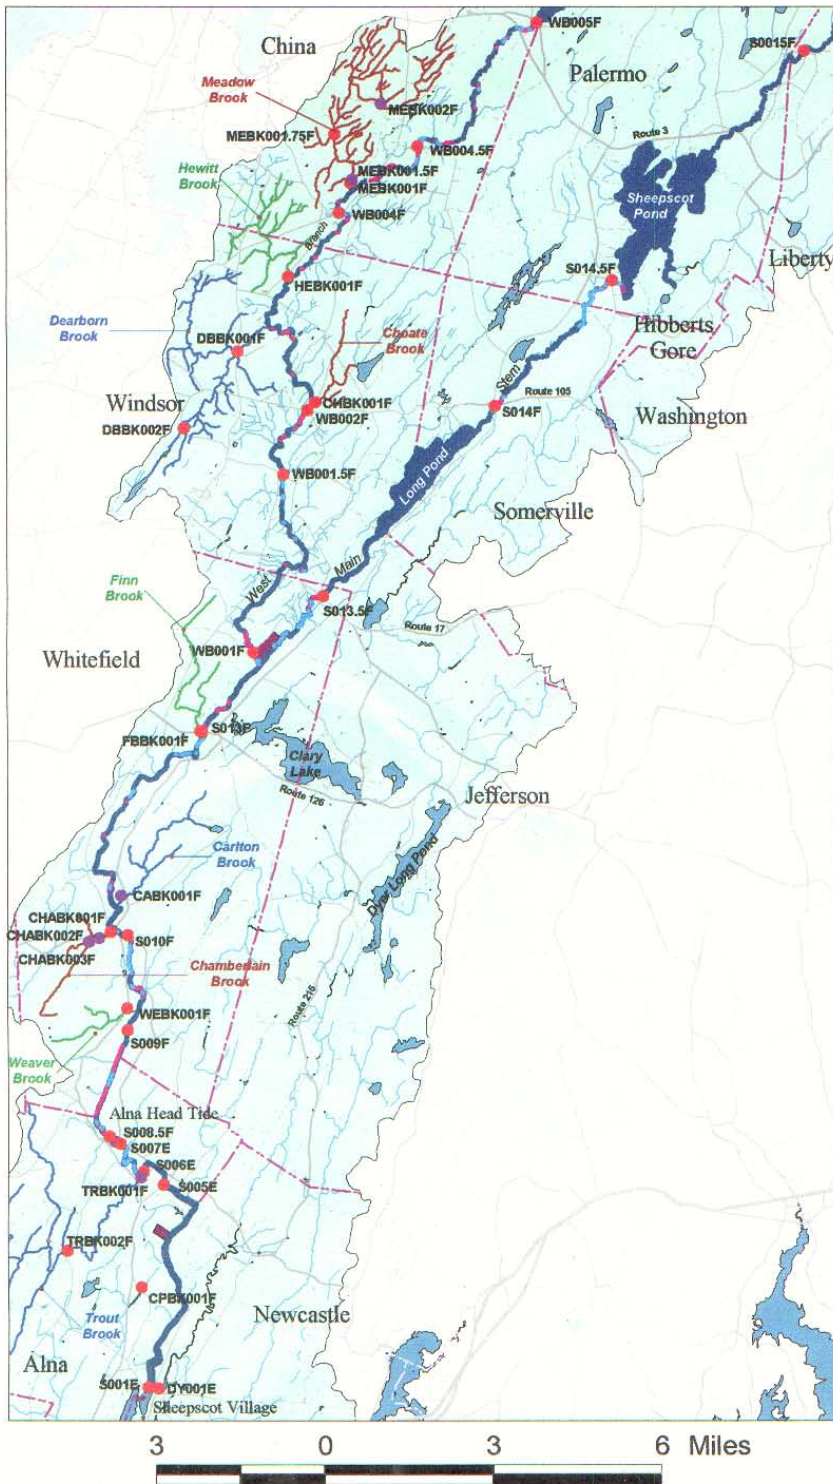 WB005F
China
S0015F
Palermo
Meadow
Brook
MEBK002F
MEBK001.75F
Route 3
WB004.5F
Hewitt
Brook
MEBK001.5F
MEBK001F
Sheepscot
Pond
WB004F
Branch
Liberty
S014.5F
HEBK001F
Hibberts
Gore
Dearborn
Brook
DBBK001F
Choate
Brook
Stem
Route 105
Windsor
CHBK001F
WB002F
S014F
Washington
DBBK002F
WB001.5F
Long Pond
Somerville
Main
Finn
Brook
West
S013.5F
Route 17
Whitefield
WB001F
S013F
FBBK001F
Clary
Lake
Route 126
Jefferson
Carlton
Brook
Dyer Long Pond
CABK001F
CHABK001F
CHABK002F
S010F
CHABK003F
Chamberlain
Brook
Route 215
WEBK001F
S009F
Weaver
Brook
Alna Head Tide
S008.5F
S007E
S006E
TRBK001F
S005E
TRBK002F
CPBK001F
Newcastle
Trout
Brook
Alna
S001E
DY001E
Sheepscot Village
3 0 3 6 Miles